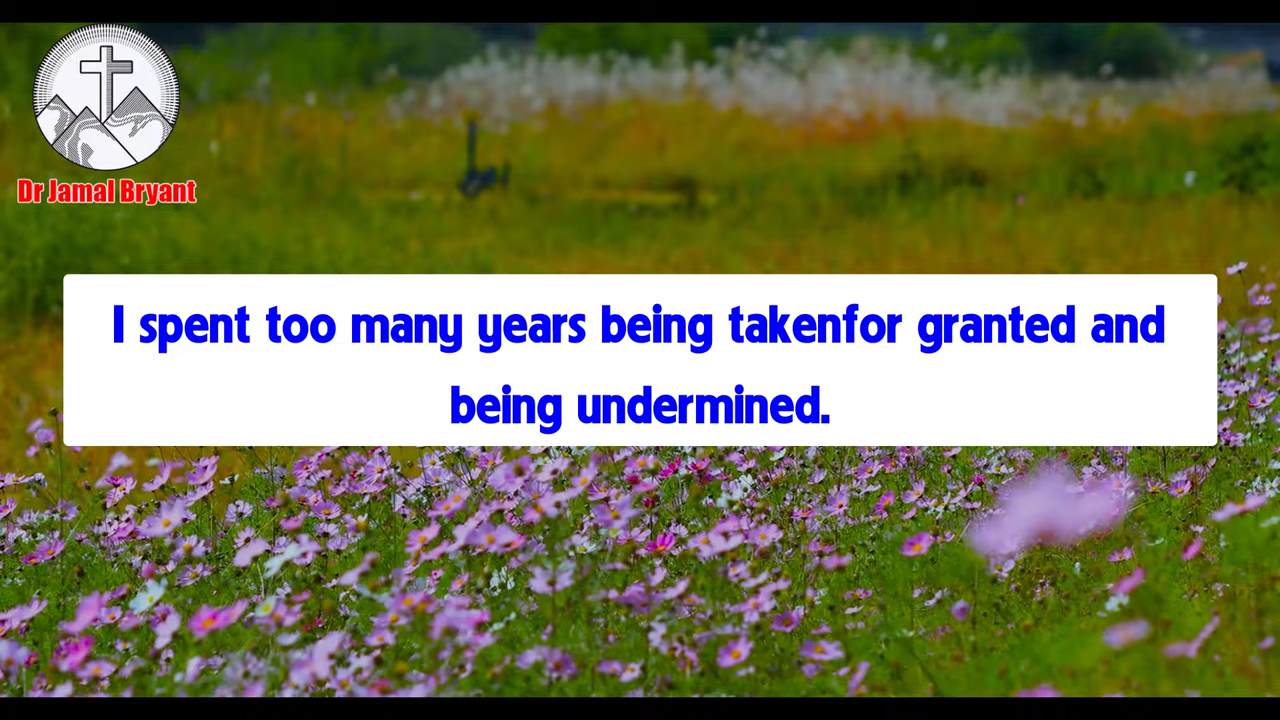 Dr Jamal Bryant
I spent too many years being takenfor granted and
being undermined.